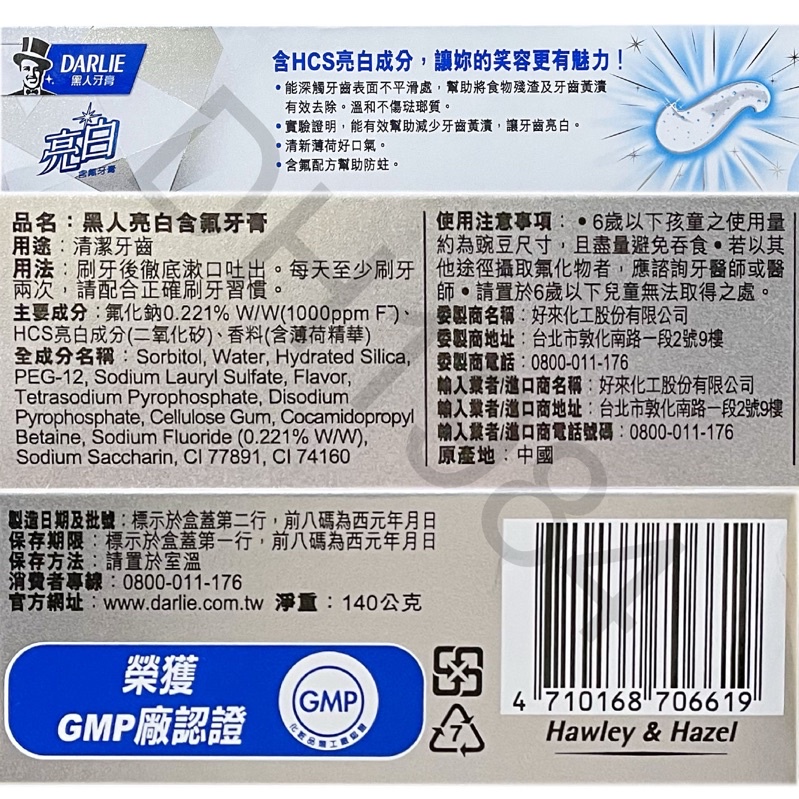 DARLIE
黑人牙膏
亮白
含氟牙膏
含HCS亮白成分，讓妳的笑容更有魅力！
•能深觸牙齒表面不平滑處，幫助將食物殘渣及牙齒黃漬
有效去除。溫和不傷琺瑯質。
•實驗證明，能有效幫助減少牙齒黃漬，讓牙齒亮白。
•清新薄荷好口氣。
•含氟配方幫助防蛀。
品名：黑人亮白含氟牙膏
用途：清潔牙齒
用法：刷牙後徹底漱口吐出。每天至少刷牙
兩次，請配合正確刷牙習慣。
主要成分：氟化鈉0.221% W/W(1000ppm F⁻)、
HCS亮白成分(二氧化矽)、香料(含薄荷精華)
全成分名稱：Sorbitol, Water, Hydrated Silica,
PEG-12, Sodium Lauryl Sulfate, Flavor,
Tetrasodium Pyrophosphate, Disodium
Pyrophosphate, Cellulose Gum, Cocamidopropyl
Betaine, Sodium Fluoride (0.221% W/W),
Sodium Saccharin, CI 77891, CI 74160
使用注意事項：•6歲以下孩童之使用量
約為豌豆尺寸，且盡量避免吞食•若以其
他途徑攝取氟化物者，應諮詢牙醫師或醫
師•請置於6歲以下兒童無法取得之處。
委製商名稱：好來化工股份有限公司
委製商地址：台北市敦化南路一段2號9樓
委製商電話：0800-011-176
輸入業者/進口商名稱：好來化工股份有限公司
輸入業者/進口商地址：台北市敦化南路一段2號9樓
輸入業者/進口商電話號碼：0800-011-176
原產地：中國
製造日期及批號：標示於盒蓋第二行，前八碼為西元年月日
保存期限：標示於盒蓋第一行，前八碼為西元年月日
保存方法：請置於室溫
消費者專線：0800-011-176
官方網址：www.darlie.com.tw 淨重：140公克
榮獲
GMP廠認證
GMP
化粧品優良製造
7
4 710168 706619
Hawley & Hazel
DH1984